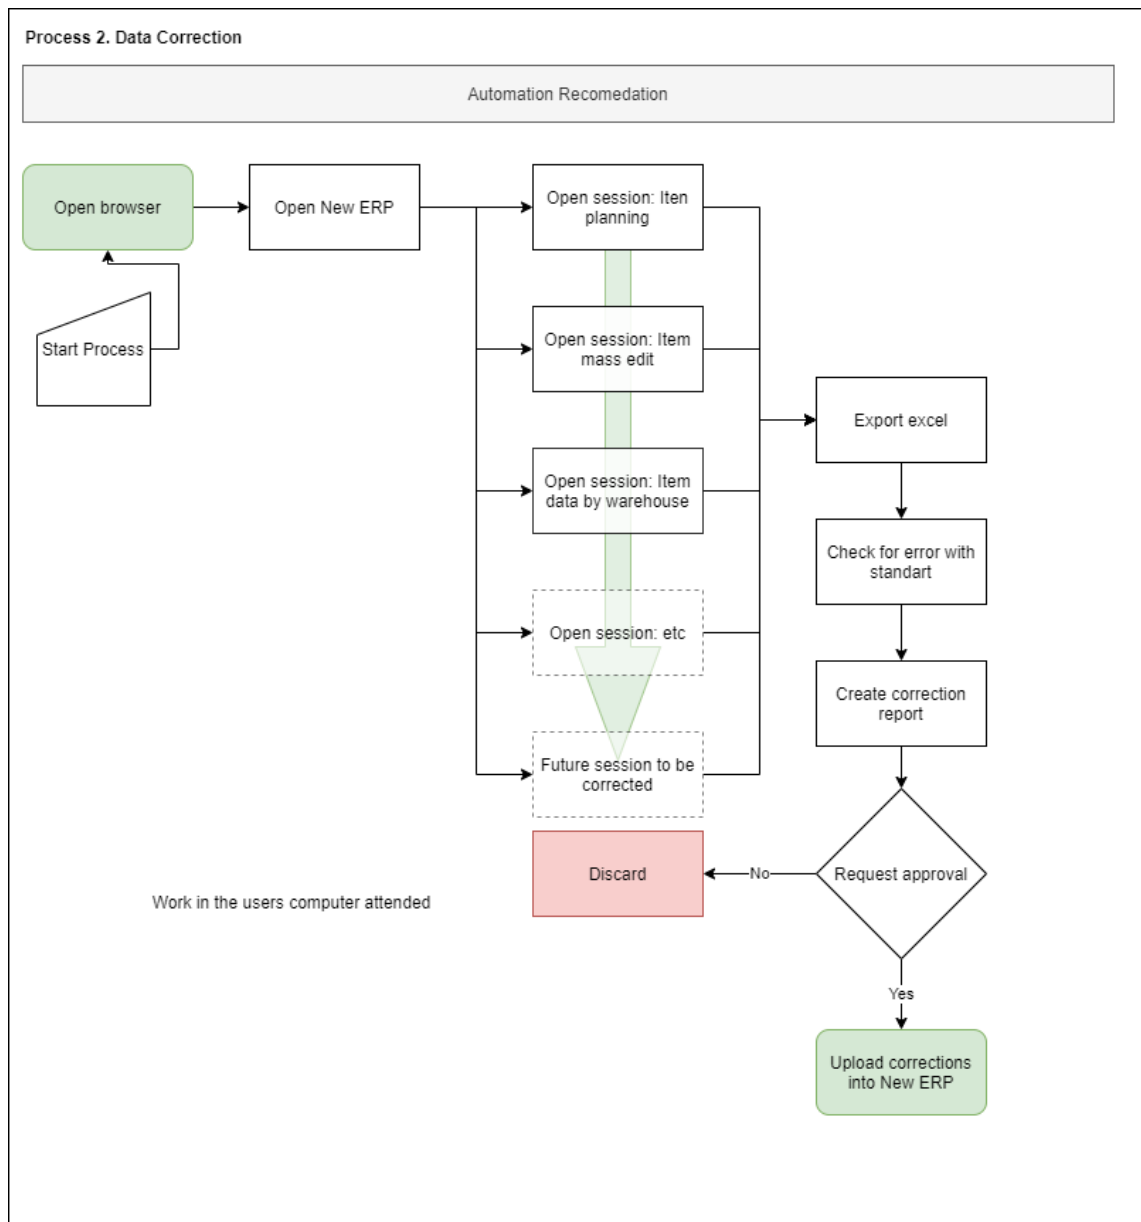 Process 2. Data Correction
Automation Recomedation
Open browser
Open New ERP
Open session: Iten
planning
Start Process
Open session: Item
mass edit
Export excel
Open session: Item
data by warehouse
Check for error with
standart
Open session: etc
Create correction
report
Future session to be
corrected
Discard
No
Request approval
Work in the users computer attended
Yes
Upload corrections
into New ERP